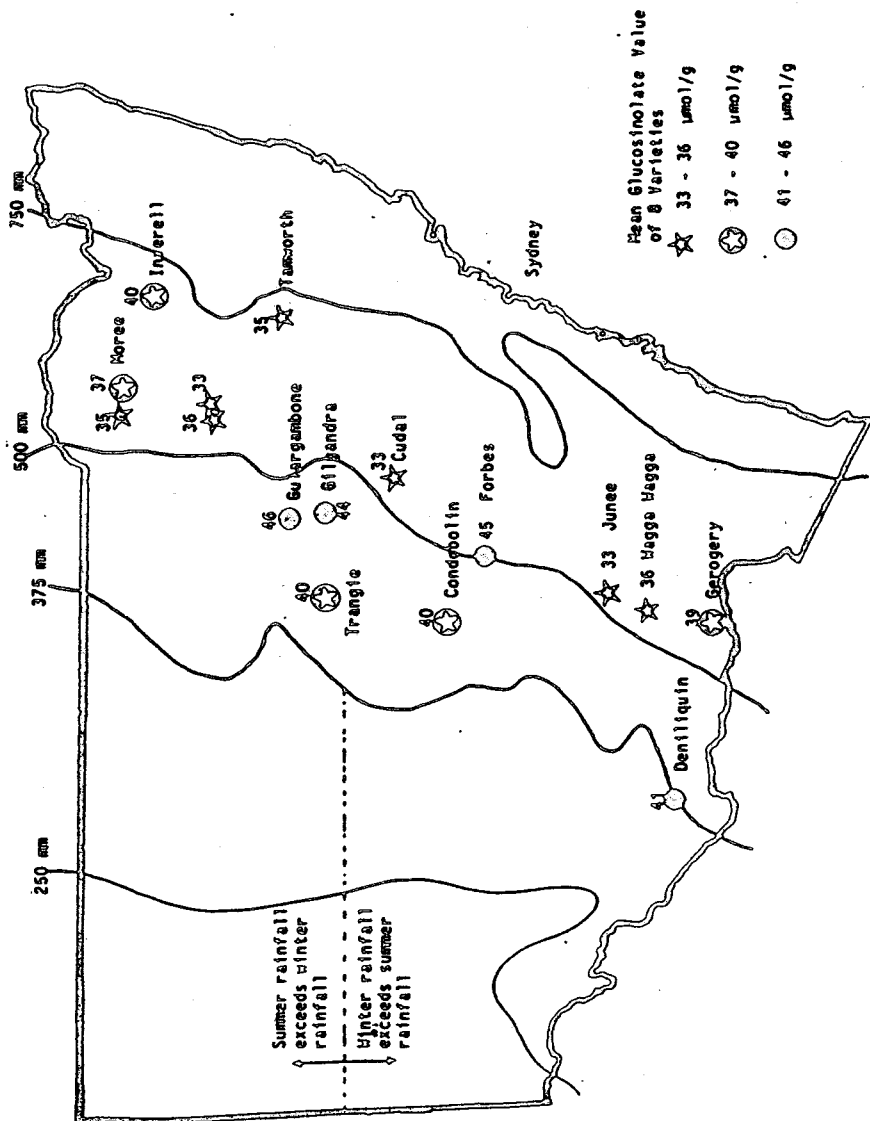 250 mm
375 mm
500 mm
750 mm
35
37
Moree
40
Inverell
36
33
35
Tamworth
46
Gulargambone
44
Gilgandra
40
Trangie
33
Cudal
40
Condobolin
45
Forbes
33
Junee
36
Wagga Wagga
39
Gerogery
41
Deniliquin
Sydney
Summer rainfall
exceeds winter
rainfall
Winter rainfall
exceeds summer
rainfall
Mean Glucosinolate Value
of 8 Varieties
33 - 36 µmol/g
37 - 40 µmol/g
41 - 46 µmol/g